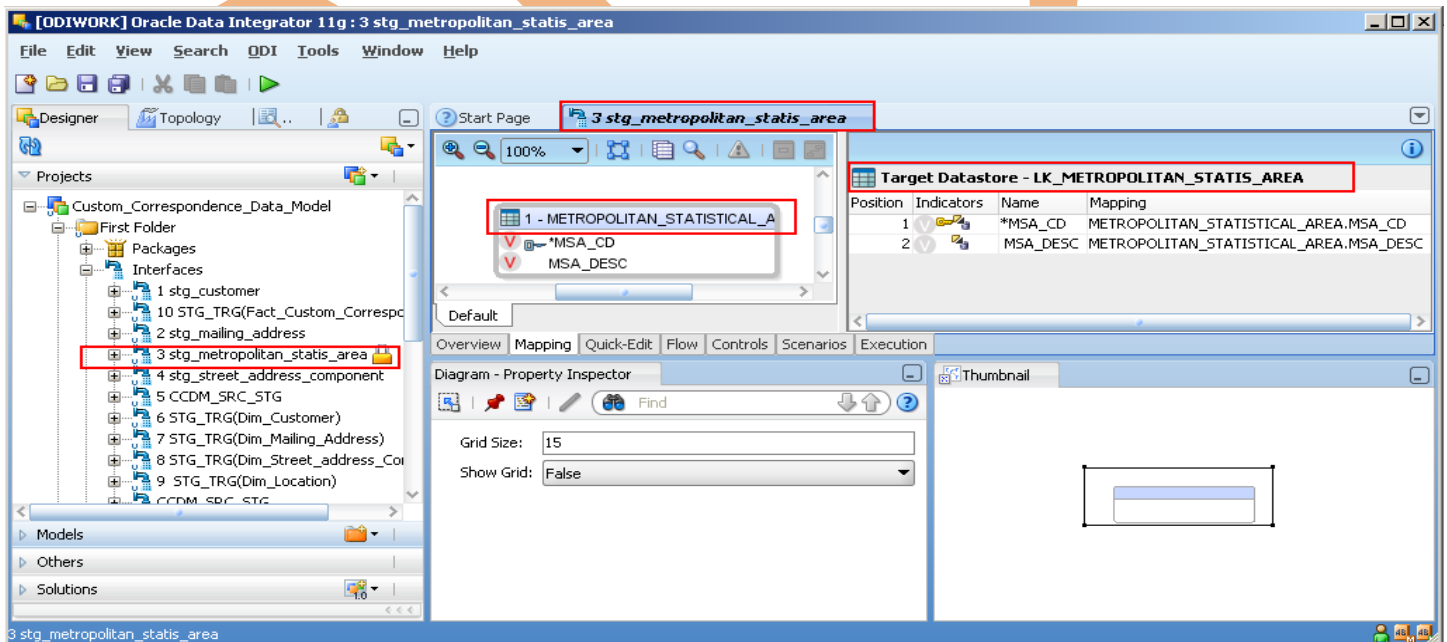 [ODIWORK] Oracle Data Integrator 11g : 3 stg_metropolitan_statis_area
File Edit View Search ODI Tools Window Help
Designer
Topology
..
Start Page
3 stg_metropolitan_statis_area
100%
Projects
Custom_Correspondence_Data_Model
First Folder
Packages
Interfaces
1 stg_customer
10 STG_TRG(Fact_Custom_Correspo
2 stg_mailing_address
3 stg_metropolitan_statis_area
4 stg_street_address_component
5 CCDM_SRC_STG
6 STG_TRG(Dim_Customer)
7 STG_TRG(Dim_Mailing_Address)
8 STG_TRG(Dim_Street_address_Co
9 STG_TRG(Dim_Location)
CCDM_SRC_STG
Models
Others
Solutions
1.0
1 - METROPOLITAN_STATISTICAL_A
*MSA_CD
MSA_DESC
Default
Target Datastore - LK_METROPOLITAN_STATIS_AREA
Position Indicators Name Mapping
1 *MSA_CD METROPOLITAN_STATISTICAL_AREA.MSA_CD
2 MSA_DESC METROPOLITAN_STATISTICAL_AREA.MSA_DESC
Overview Mapping Quick-Edit Flow Controls Scenarios Execution
Diagram - Property Inspector
Find
Grid Size: 15
Show Grid: False
Thumbnail
3 stg_metropolitan_statis_area